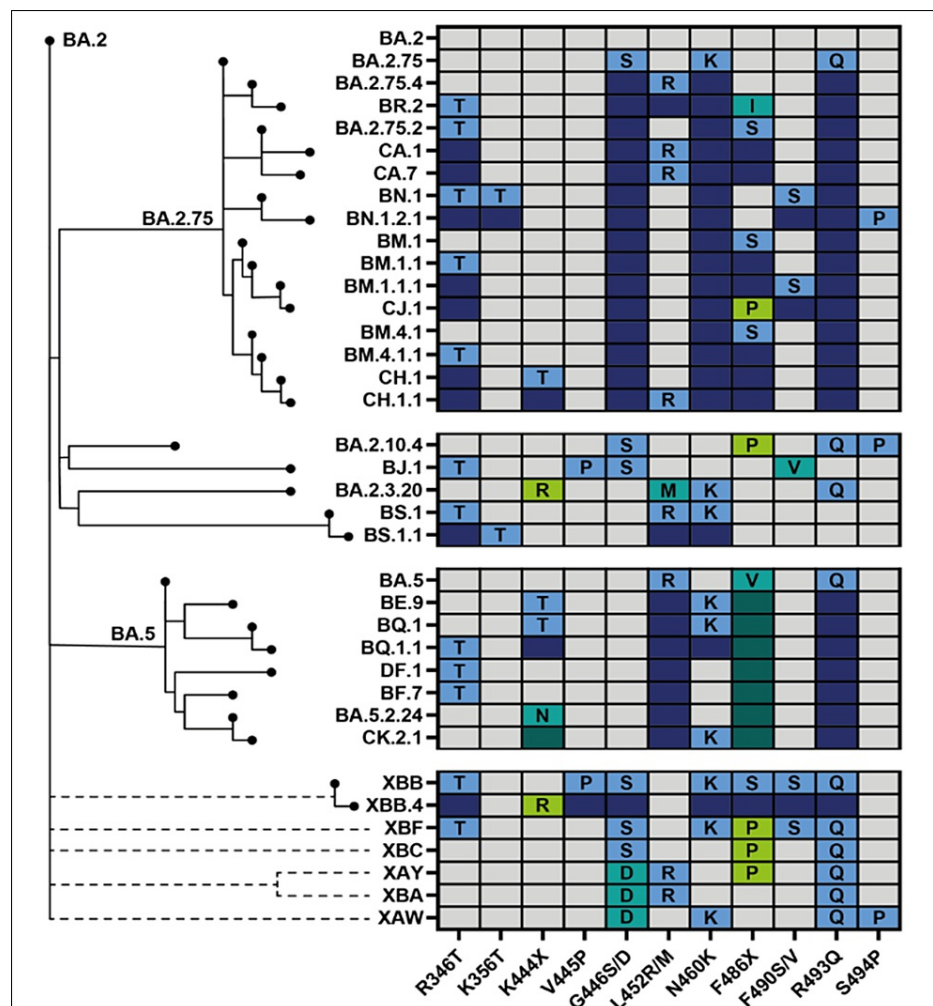 BA.2
BA.2
BA.2.75 S K Q
BA.2.75.4 R
BR.2 T I
BA.2.75.2 T S
CA.1 R
CA.7 R
BN.1 T T S
BA.2.75
BN.1.2.1 P
BM.1 S
BM.1.1 T
BM.1.1.1 S
CJ.1 P
BM.4.1 S
BM.4.1.1 T
CH.1 T
CH.1.1 R
BA.2.10.4 S P Q P
BJ.1 T P S V
BA.2.3.20 R M K Q
BS.1 T R K
BS.1.1 T
BA.5 R V Q
BE.9 T K
BQ.1 T K
BA.5
BQ.1.1 T
DF.1 T
BF.7 T
BA.5.2.24 N
CK.2.1 K
XBB T P S K S S Q
XBB.4 R
XBF T S K P S Q
XBC S P Q
XAY D R P Q
XBA D R Q
XAW D K Q P
R346T K356T K444X V445P G446S/D L452R/M N460K F486X F490S/V R493Q S494P